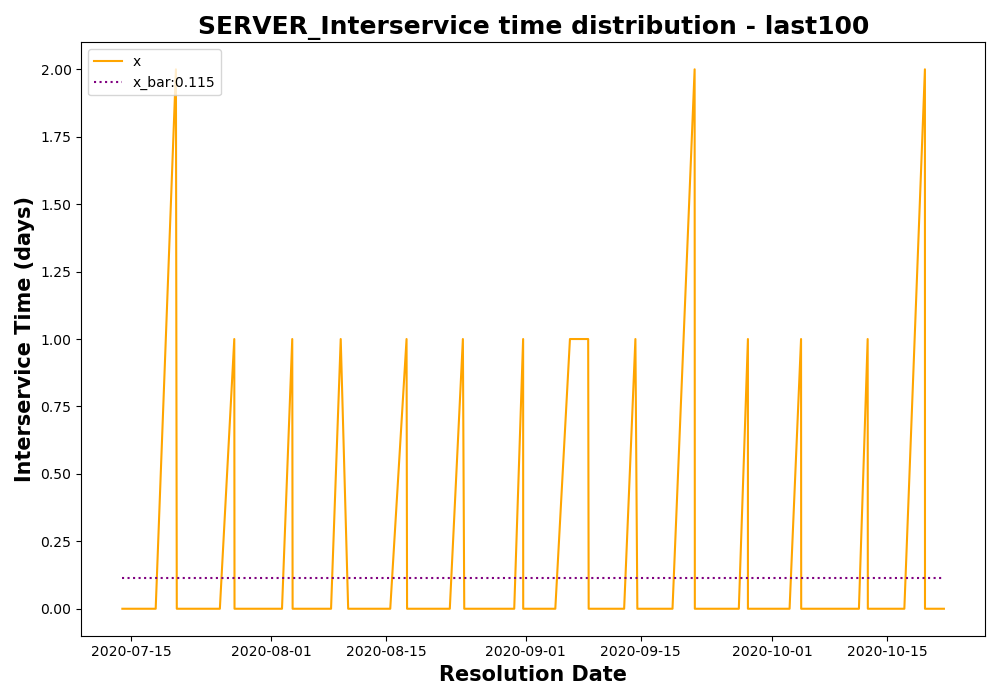 SERVER_Interservice time distribution - last100
x
x_bar:0.115
2.00
1.75
1.50
1.25
1.00
0.75
0.50
0.25
0.00
Interservice Time (days)
2020-07-15 2020-08-01 2020-08-15 2020-09-01 2020-09-15 2020-10-01 2020-10-15
Resolution Date